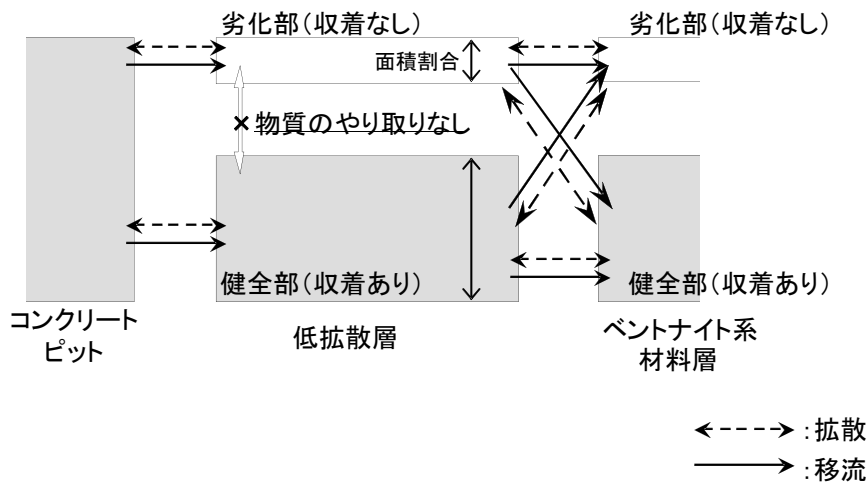 劣化部(収着なし)
劣化部(収着なし)
面積割合
×物質のやり取りなし
健全部(収着あり)
健全部(収着あり)
コンクリート
ピット
低拡散層
ベントナイト系
材料層
:拡散
:移流